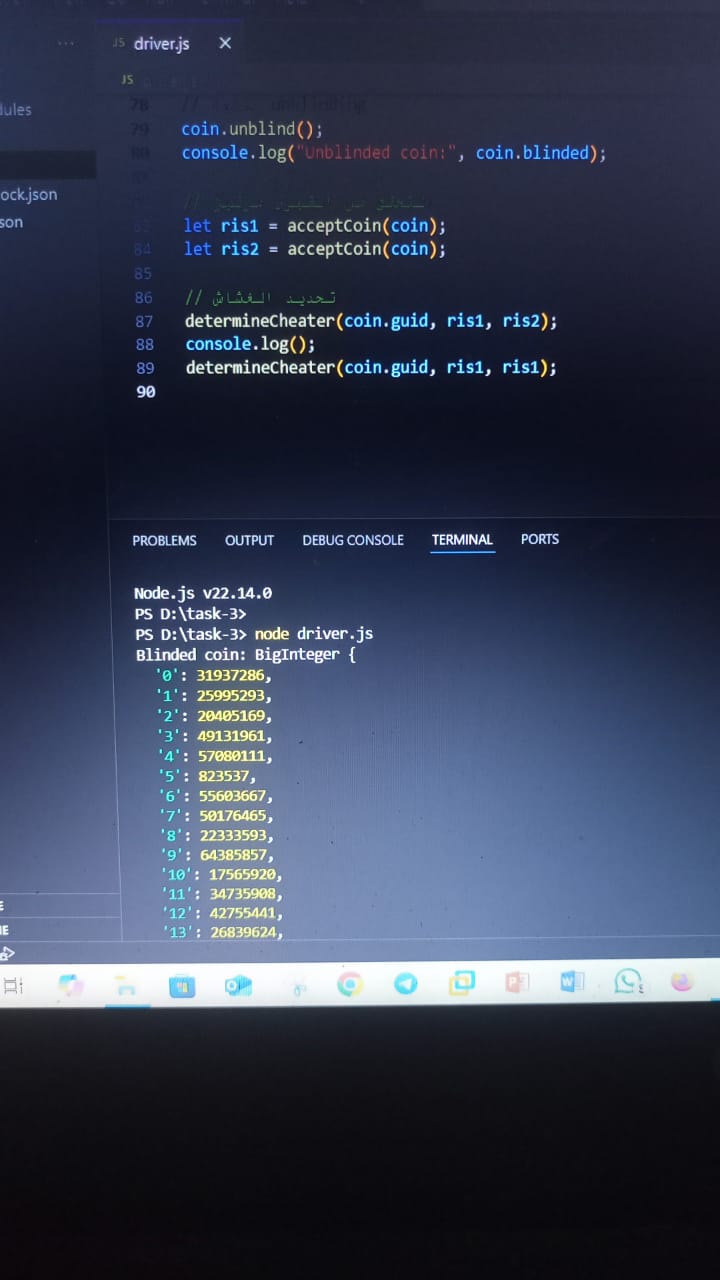 JS driver.js ×
JS
dules
79 coin.unblind();
80 console.log("Unblinded coin:", coin.blinded);
ock.json
son
83 let ris1 = acceptCoin(coin);
84 let ris2 = acceptCoin(coin);
85
86 // تحديد الغشاش
87 determineCheater(coin.guid, ris1, ris2);
88 console.log();
89 determineCheater(coin.guid, ris1, ris1);
90
PROBLEMS OUTPUT DEBUG CONSOLE TERMINAL PORTS
Node.js v22.14.0
PS D:\task-3>
PS D:\task-3> node driver.js
Blinded coin: BigInteger {
'0': 31937286,
'1': 25995293,
'2': 20405169,
'3': 49131961,
'4': 57080111,
'5': 823537,
'6': 55603667,
'7': 50176465,
'8': 22333593,
'9': 64385857,
'10': 17565920,
'11': 34735908,
'12': 42755441,
'13': 26839624,